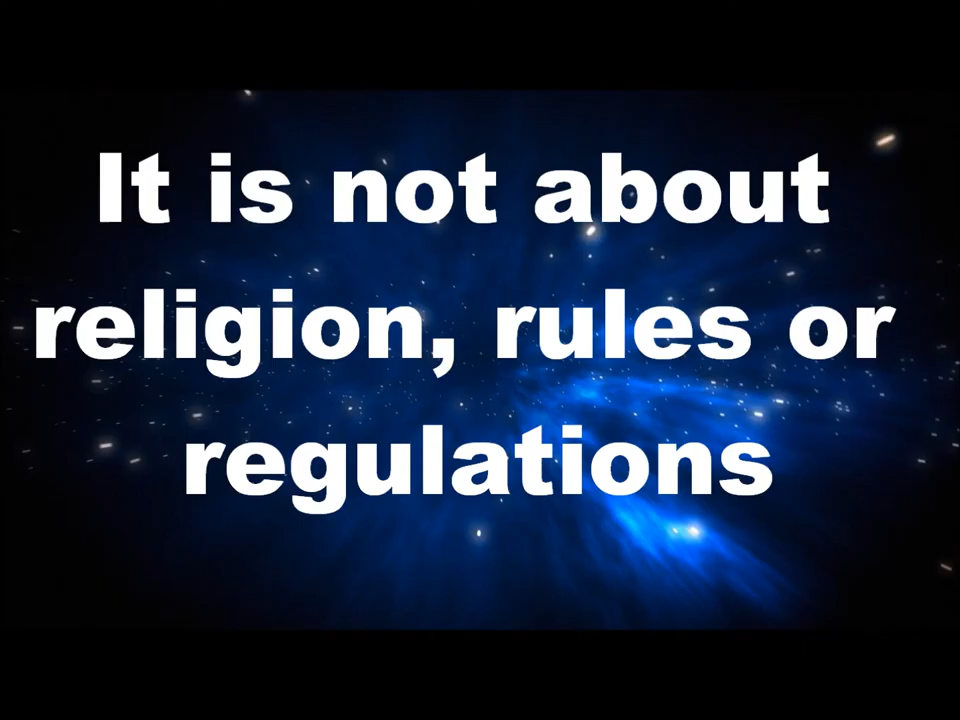 It is not about
religion, rules or
regulations